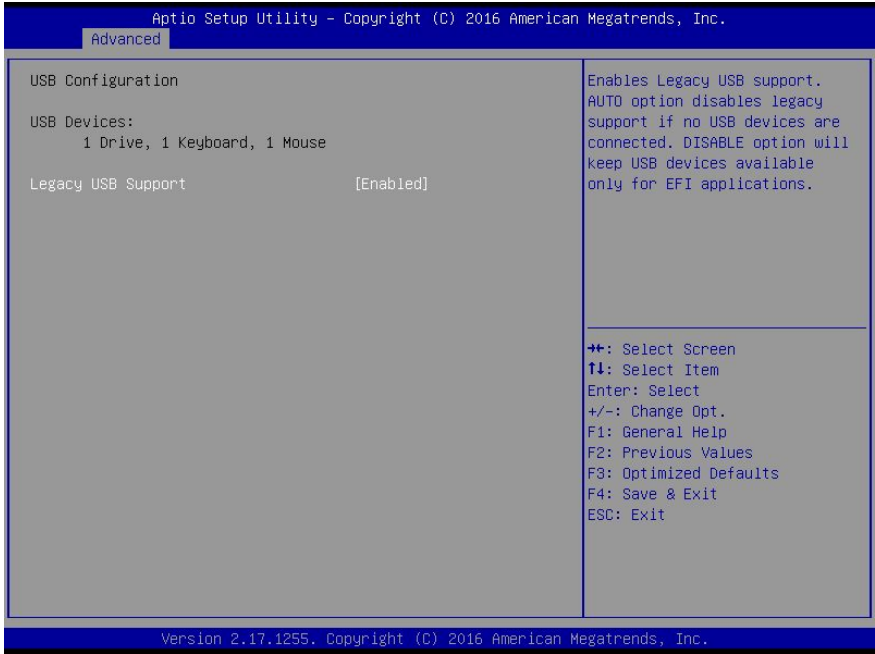 Aptio Setup Utility – Copyright (C) 2016 American Megatrends, Inc.
Advanced
USB Configuration
USB Devices:
1 Drive, 1 Keyboard, 1 Mouse
Legacy USB Support [Enabled]
Enables Legacy USB support.
AUTO option disables legacy
support if no USB devices are
connected. DISABLE option will
keep USB devices available
only for EFI applications.
→←: Select Screen
↑↓: Select Item
Enter: Select
+/-: Change Opt.
F1: General Help
F2: Previous Values
F3: Optimized Defaults
F4: Save & Exit
ESC: Exit
Version 2.17.1255. Copyright (C) 2016 American Megatrends, Inc.